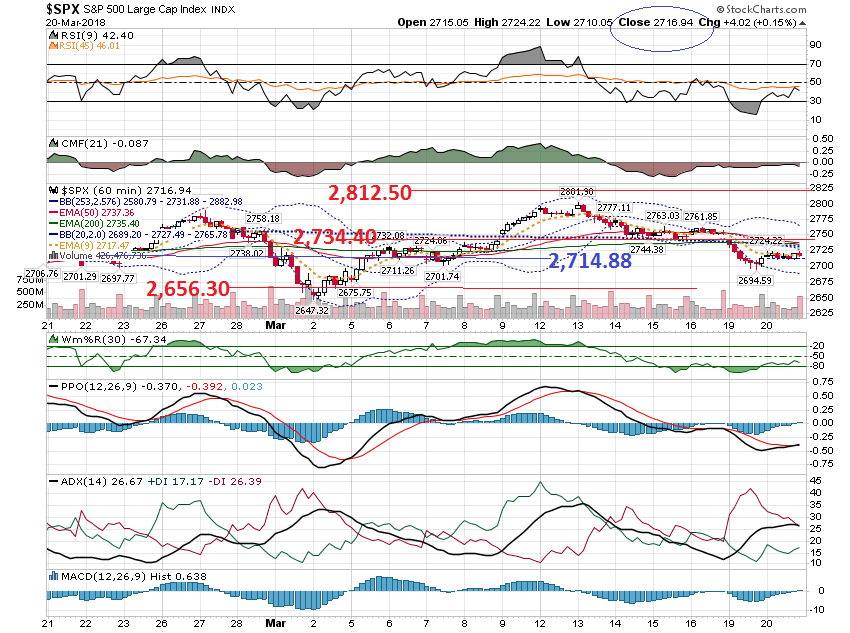 $SPX S&P 500 Large Cap Index INDX
© StockCharts.com
20-Mar-2018
Open 2715.05 High 2724.22 Low 2710.05 Close 2716.94 Chg +4.02 (+0.15%)
RSI(9) 42.40
RSI(45) 46.01
90
70
50
30
10
CMF(21) -0.087
0.50
0.25
0.00
-0.25
$SPX (60 min) 2716.94
BB(253,2.576) 2580.79 - 2731.88 - 2882.98
EMA(50) 2737.36
EMA(200) 2735.40
BB(20,2.0) 2689.20 - 2727.49 - 2765.78
EMA(9) 2717.47
Volume 426,476,736
2,812.50
2,734.40
2,714.88
2,656.30
2758.18
2738.02
2706.76
2701.29
2697.77
2647.32
2675.75
2732.08
2711.26
2724.06
2701.74
2801.90
2777.11
2744.38
2763.03
2761.85
2694.59
2724.22
2825
2800
2775
2750
2725
2700
2675
2650
2625
750M
500M
250M
21 22 23 26 27 28 Mar 2 5 6 7 8 9 12 13 14 15 16 19 20
Wm%R(30) -67.34
-20
-50
-80
PPO(12,26,9) -0.370, -0.392, 0.023
0.75
0.50
0.25
0.00
-0.25
-0.50
-0.75
ADX(14) 26.67 +DI 17.17 -DI 26.39
45
40
35
30
25
20
15
10
MACD(12,26,9) Hist 0.638
0
-10
21 22 23 26 27 28 Mar 2 5 6 7 8 9 12 13 14 15 16 19 20